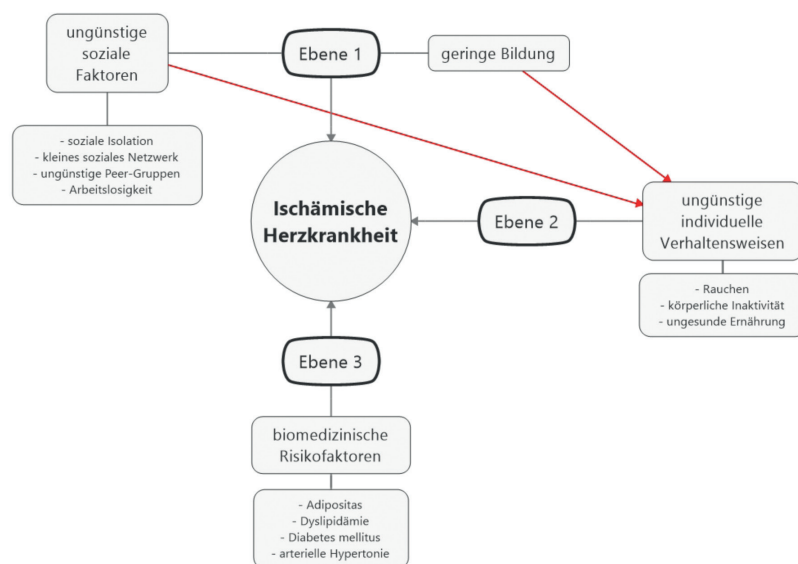 ungünstige
soziale
Faktoren
Ebene 1
geringe Bildung
- soziale Isolation
- kleines soziales Netzwerk
- ungünstige Peer-Gruppen
- Arbeitslosigkeit
Ischämische
Herzkrankheit
Ebene 2
ungünstige
individuelle
Verhaltensweisen
- Rauchen
- körperliche Inaktivität
- ungesunde Ernährung
Ebene 3
biomedizinische
Risikofaktoren
- Adipositas
- Dyslipidämie
- Diabetes mellitus
- arterielle Hypertonie